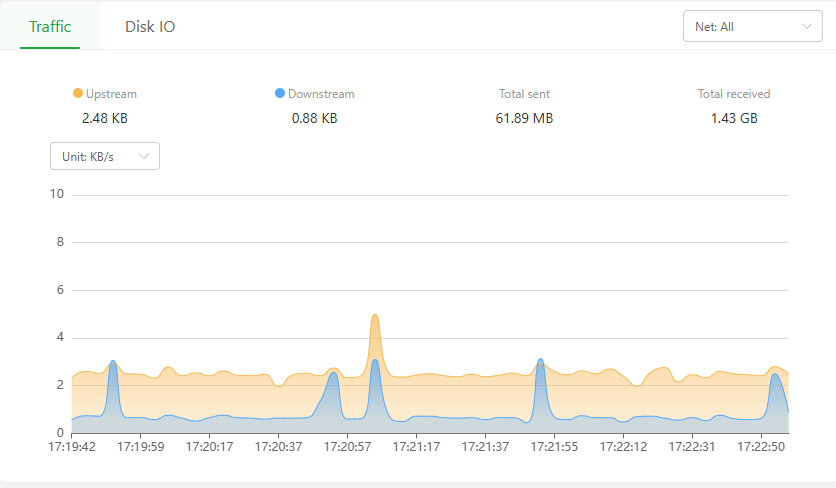 Traffic Disk IO Net: All
Upstream Downstream Total sent Total received
2.48 KB 0.88 KB 61.89 MB 1.43 GB
Unit: KB/s
10
8
6
4
2
0
17:19:42 17:19:59 17:20:17 17:20:37 17:20:57 17:21:17 17:21:37 17:21:55 17:22:12 17:22:31 17:22:50